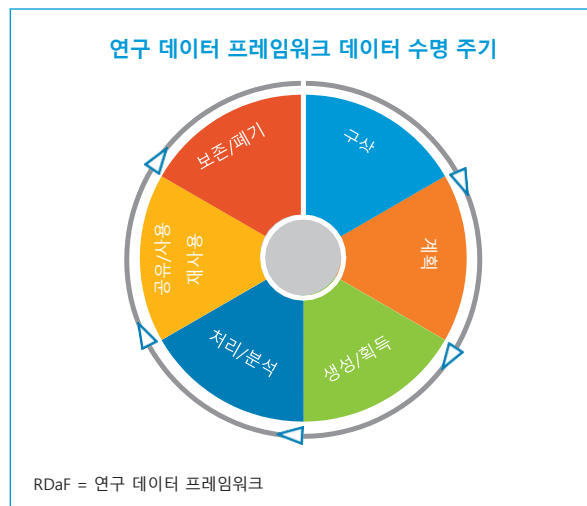 연구 데이터 프레임워크 데이터 수명 주기
구상
계획
생성/획득
처리/분석
공유/사용
재사용
보존/폐기
RDaF = 연구 데이터 프레임워크